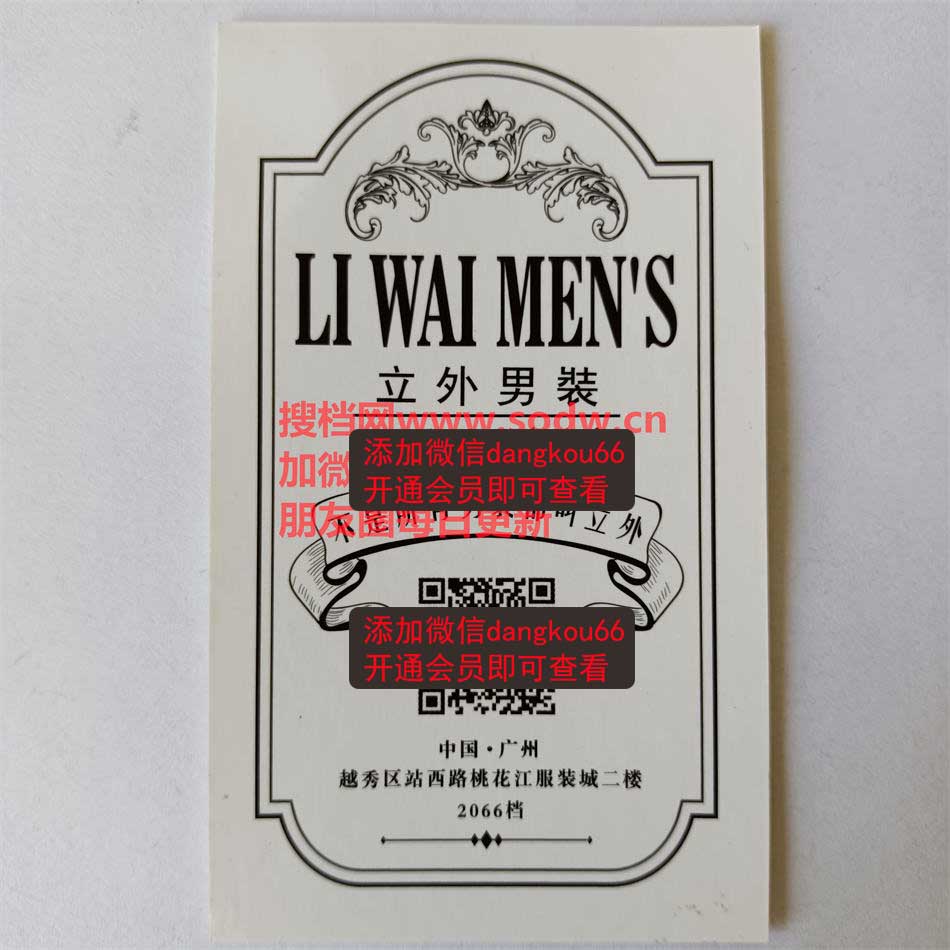 LI WAI MEN'S
立外男裝
搜档网www.sodw.cn
添加微信dangkou66
开通会员即可查看
加微
朋友圈每日更新
立外
添加微信dangkou66
开通会员即可查看
中国·广州
越秀区站西路桃花江服装城二楼
2066档